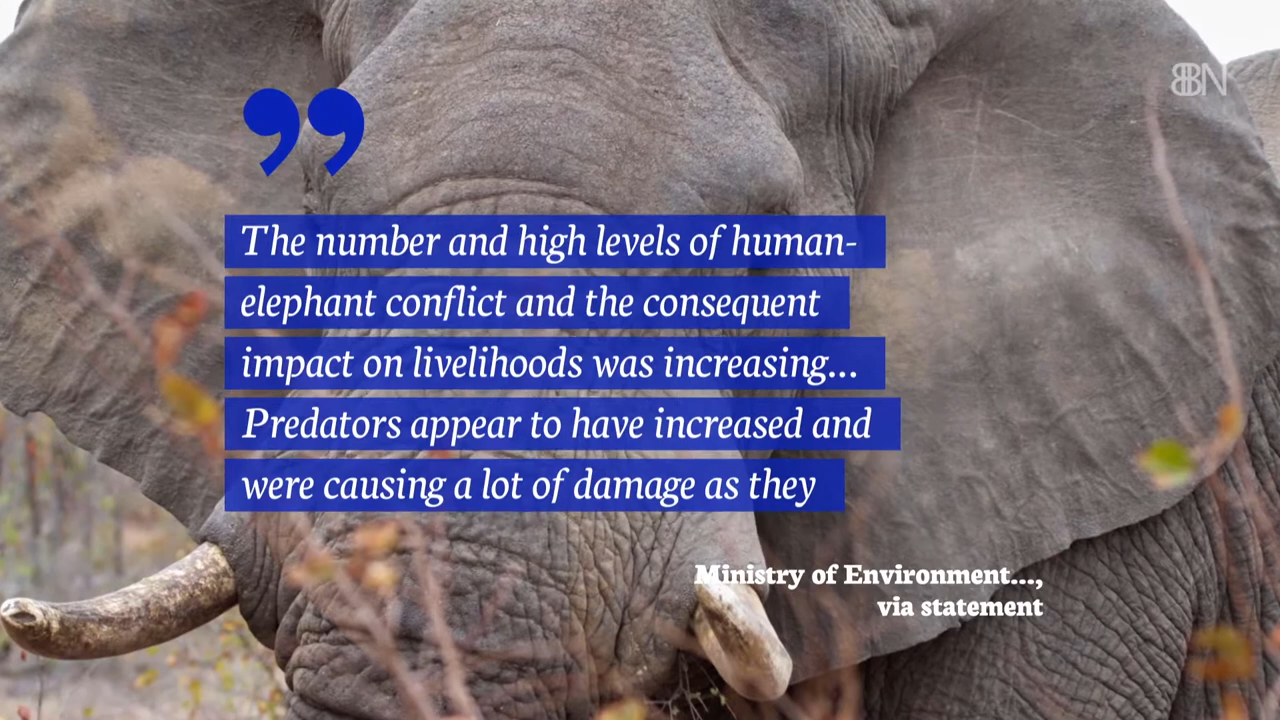 BBN
”
The number and high levels of human-
elephant conflict and the consequent
impact on livelihoods was increasing...
Predators appear to have increased and
were causing a lot of damage as they
Ministry of Environment...,
via statement